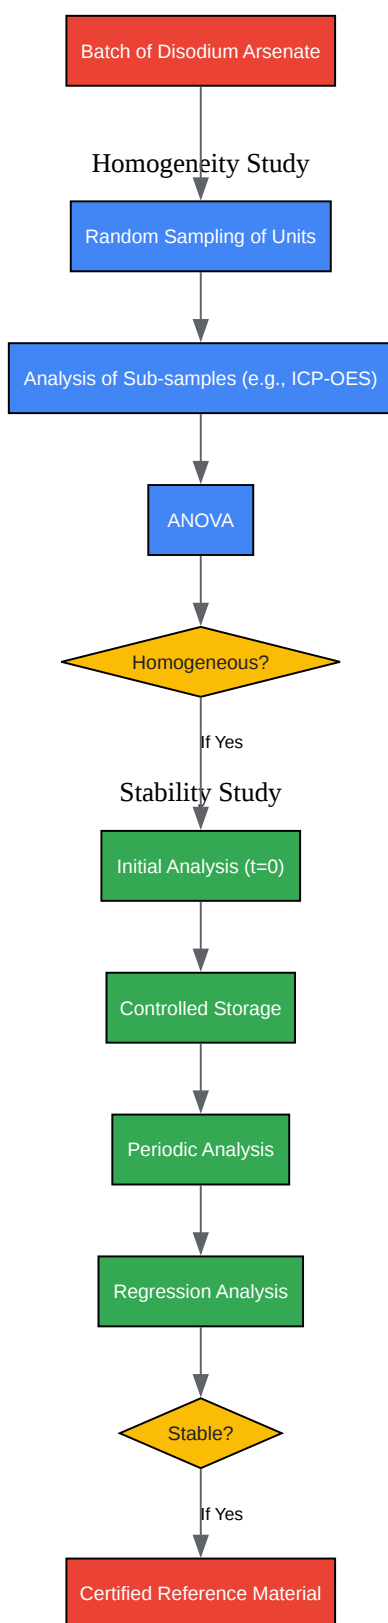 Batch of Disodium Arsenate
Homogeneity Study
Random Sampling of Units
Analysis of Sub-samples (e.g., ICP-OES)
ANOVA
Homogeneous?
If Yes
Stability Study
Initial Analysis (t=0)
Controlled Storage
Periodic Analysis
Regression Analysis
Stable?
If Yes
Certified Reference Material